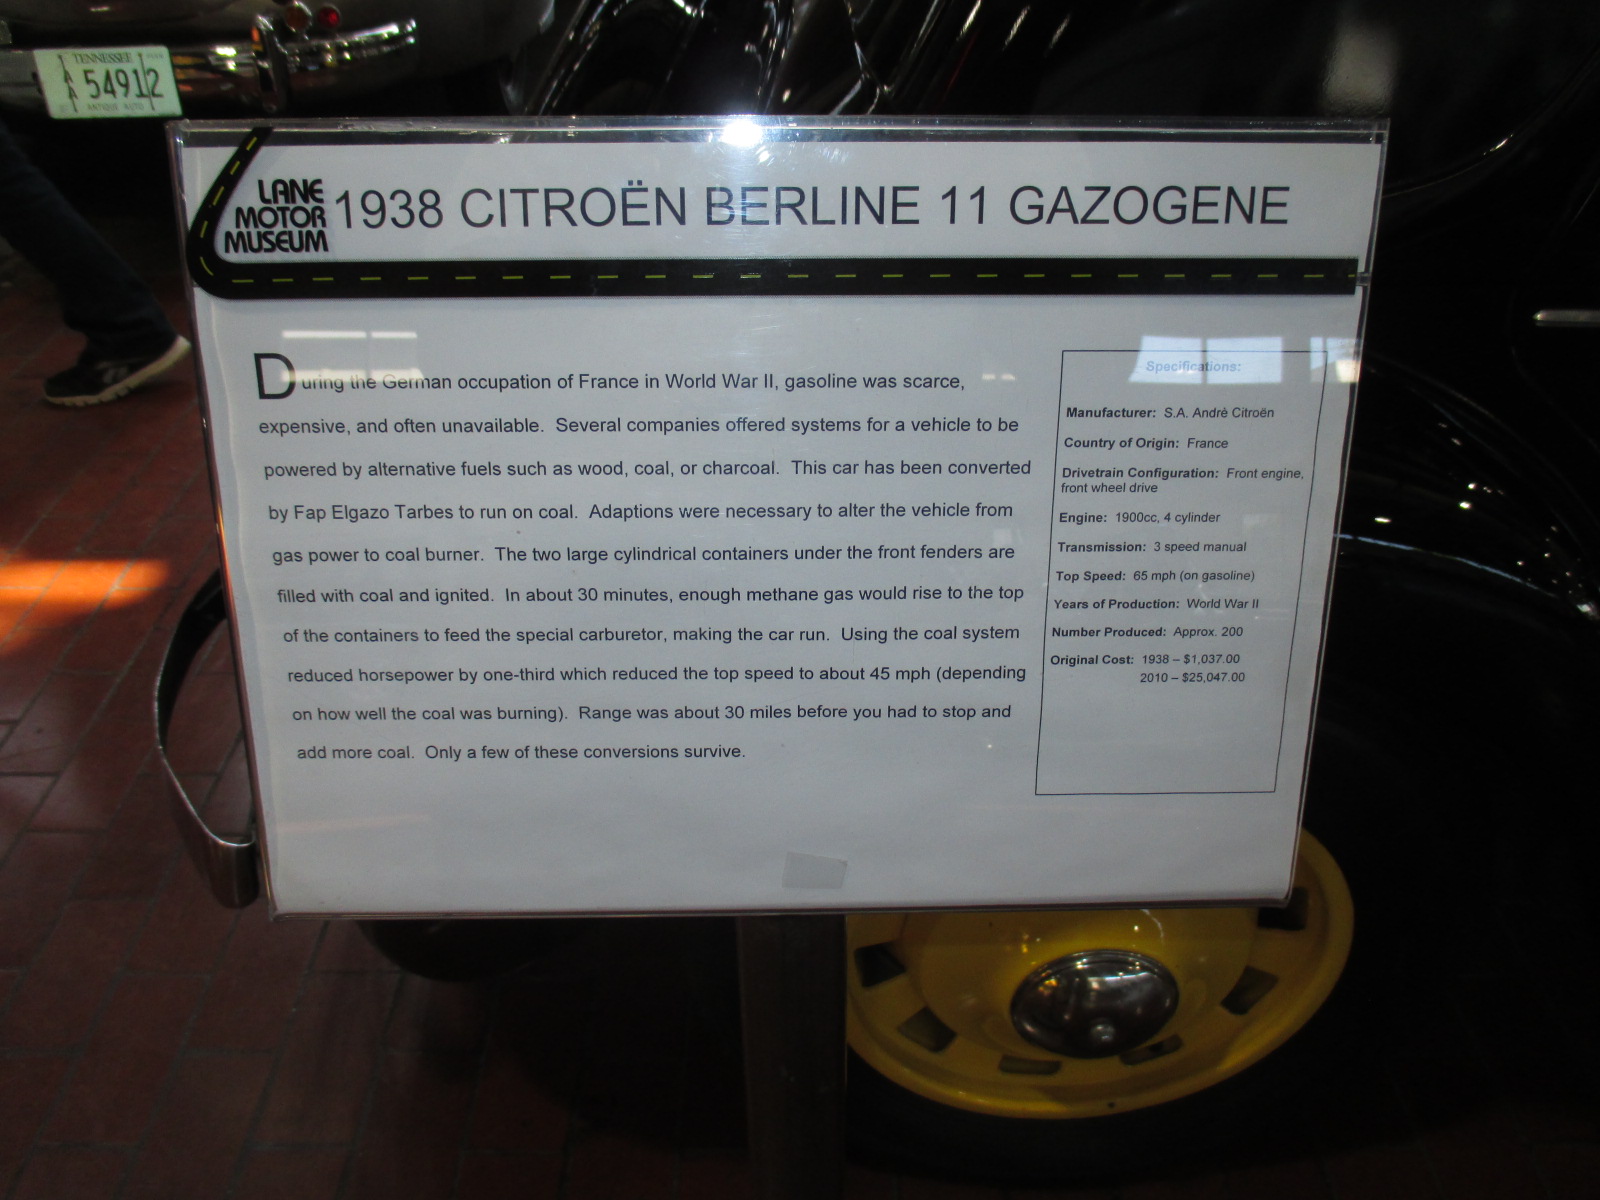 TENNESSEE
54912
ANTIQUE AUTO
LANE
MOTOR
MUSEUM
1938 CITROËN BERLINE 11 GAZOGENE
During the German occupation of France in World War II, gasoline was scarce,
expensive, and often unavailable. Several companies offered systems for a vehicle to be
powered by alternative fuels such as wood, coal, or charcoal. This car has been converted
by Fap Elgazo Tarbes to run on coal. Adaptions were necessary to alter the vehicle from
gas power to coal burner. The two large cylindrical containers under the front fenders are
filled with coal and ignited. In about 30 minutes, enough methane gas would rise to the top
of the containers to feed the special carburetor, making the car run. Using the coal system
reduced horsepower by one-third which reduced the top speed to about 45 mph (depending
on how well the coal was burning). Range was about 30 miles before you had to stop and
add more coal. Only a few of these conversions survive.
Specifications:
Manufacturer: S.A. Andrè Citroën
Country of Origin: France
Drivetrain Configuration: Front engine,
front wheel drive
Engine: 1900cc, 4 cylinder
Transmission: 3 speed manual
Top Speed: 65 mph (on gasoline)
Years of Production: World War II
Number Produced: Approx. 200
Original Cost: 1938 – $1,037.00
2010 – $25,047.00